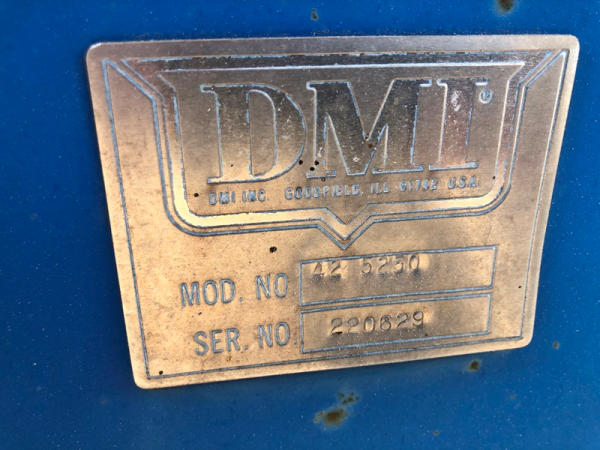 DMI®
DMI INC. GOODFIELD, ILL 61742 U.S.A.
MOD. NO 42 5250
SER. NO 220629